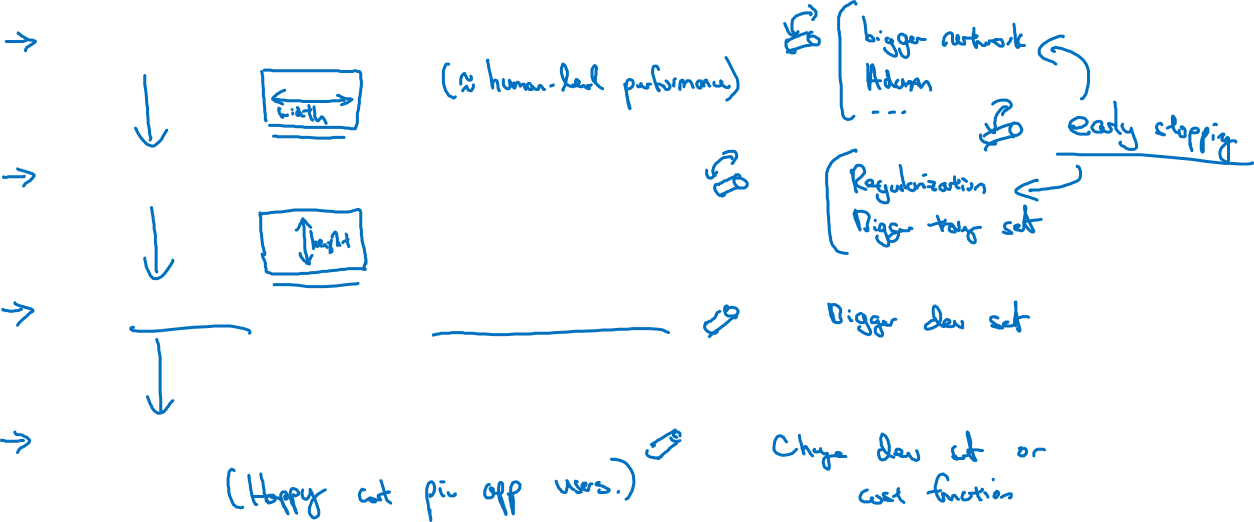 bigger network
(≈ human-level performance)
Adam
....
width
early stopping
Regularization
Bigger training set
height
Bigger dev set
Change dev set or
cost function
(Happy cat pic app users.)